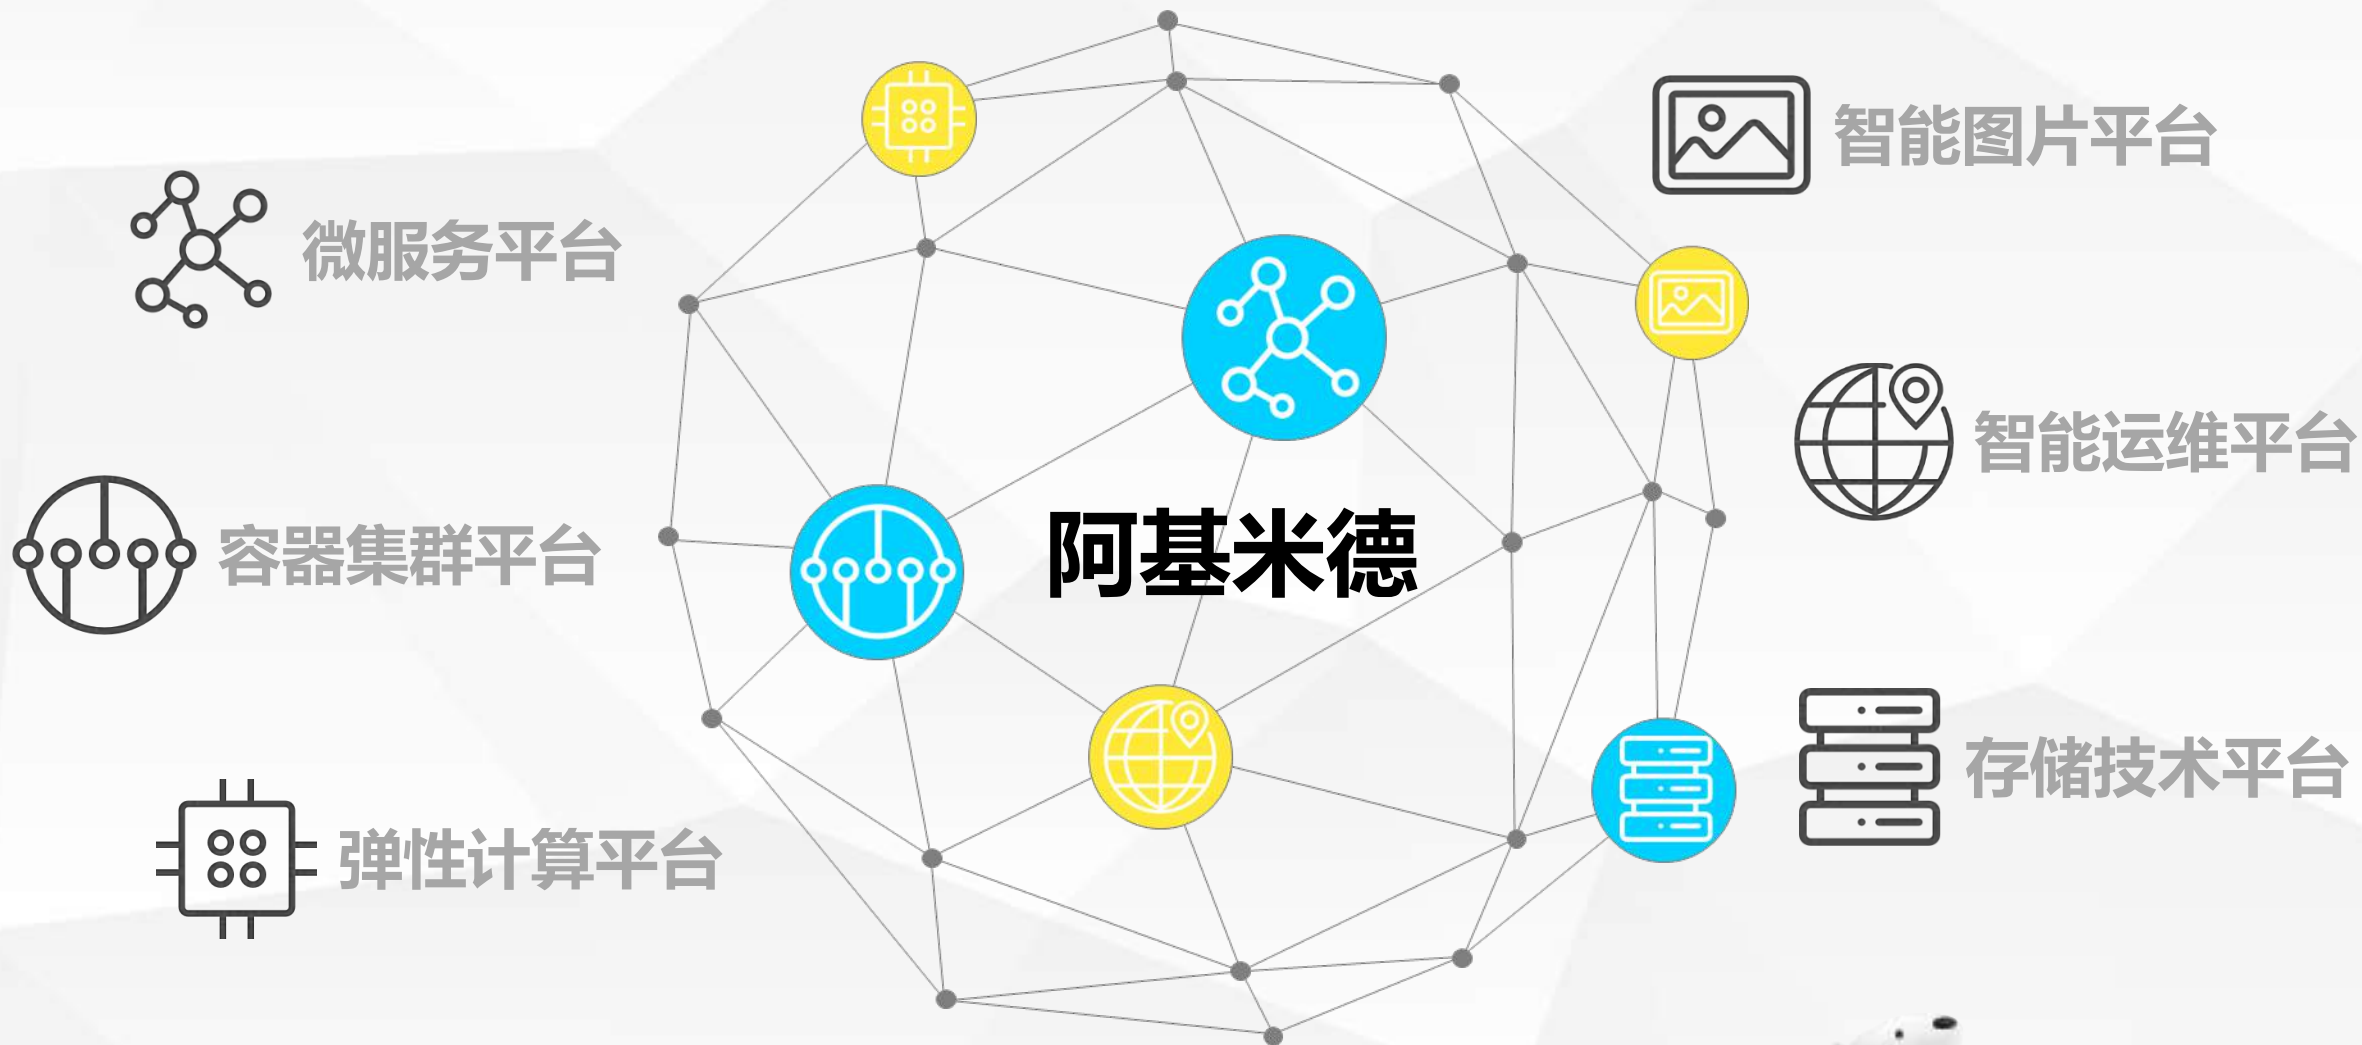 微服务平台
容器集群平台
弹性计算平台
阿基米德
智能图片平台
智能运维平台
存储技术平台